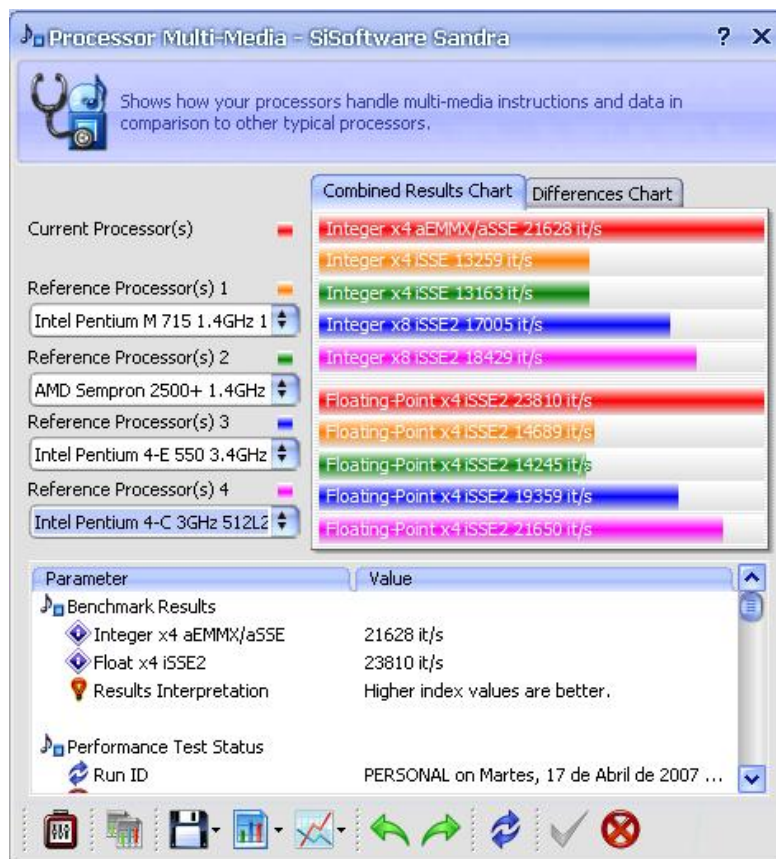 Processor Multi-Media - SiSoftware Sandra
Shows how your processors handle multi-media instructions and data in
comparison to other typical processors.
Combined Results Chart
Differences Chart
Current Processor(s)
Integer x4 aEMMX/aSSE 21628 it/s
Integer x4 iSSE 13259 it/s
Reference Processor(s) 1
Integer x4 iSSE 13163 it/s
Intel Pentium M 715 1.4GHz 1
Integer x8 iSSE2 17005 it/s
Reference Processor(s) 2
Integer x8 iSSE2 18429 it/s
AMD Sempron 2500+ 1.4GHz
Floating-Point x4 iSSE2 23810 it/s
Reference Processor(s) 3
Floating-Point x4 iSSE2 14689 it/s
Intel Pentium 4-E 550 3.4GHz
Floating-Point x4 iSSE2 14245 it/s
Reference Processor(s) 4
Floating-Point x4 iSSE2 19359 it/s
Intel Pentium 4-C 3GHz 512L2
Floating-Point x4 iSSE2 21650 it/s
Parameter Value
Benchmark Results
Integer x4 aEMMX/aSSE 21628 it/s
Float x4 iSSE2 23810 it/s
Results Interpretation Higher index values are better.
Performance Test Status
Run ID PERSONAL on Martes, 17 de Abril de 2007 ...